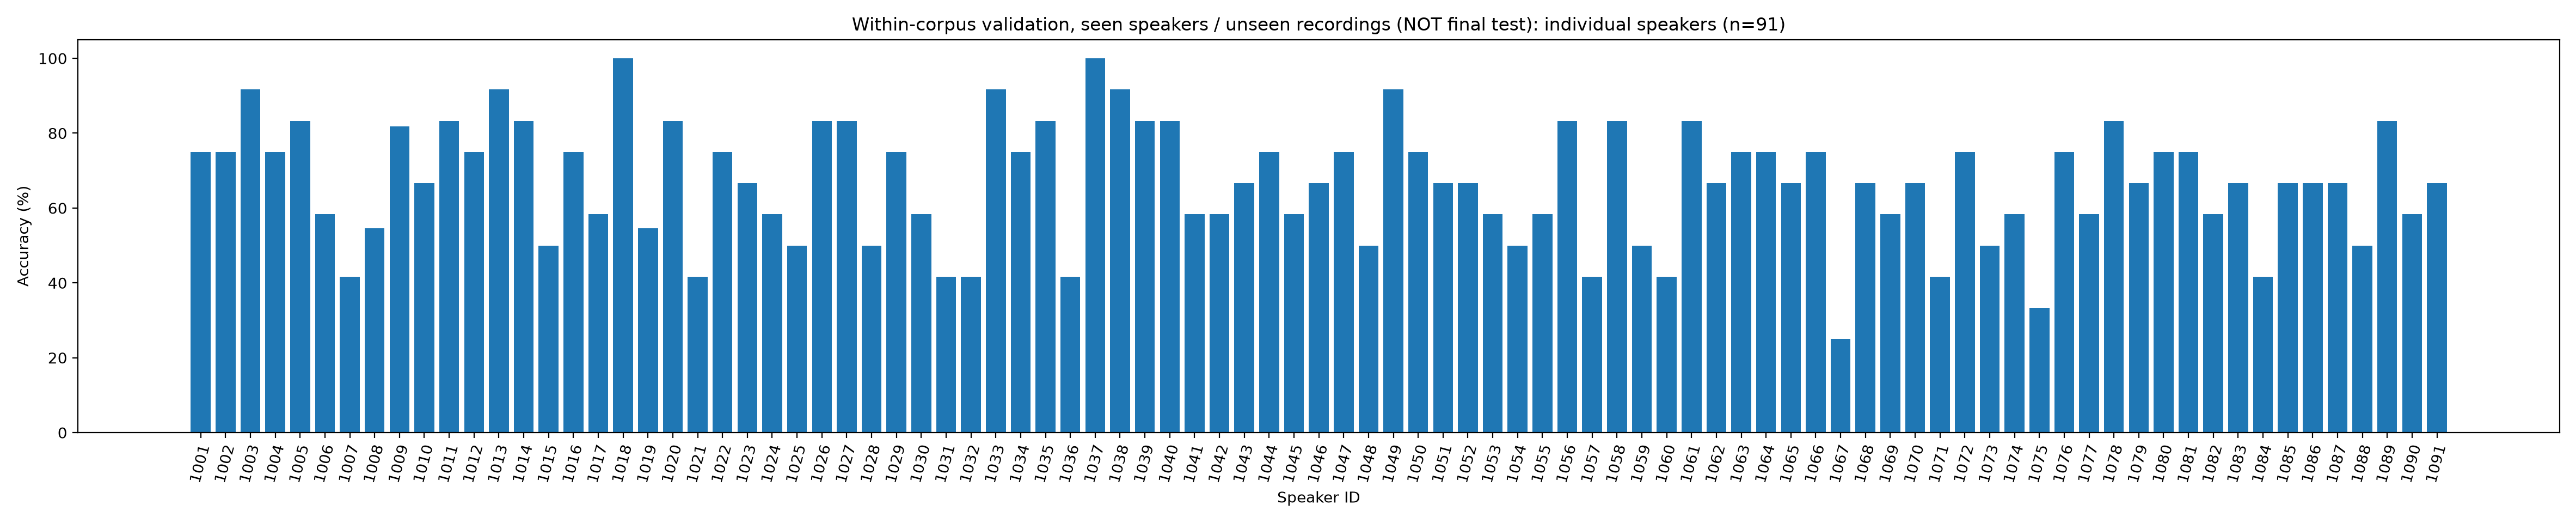 Within-corpus validation, seen speakers / unseen recordings (NOT final test): individual speakers (n=91)
100
80
60
40
20
0
Accuracy (%)
1001 1002 1003 1004 1005 1006 1007 1008 1009 1010 1011 1012 1013 1014 1015 1016 1017 1018 1019 1020 1021 1022 1023 1024 1025 1026 1027 1028 1029 1030 1031 1032 1033 1034 1035 1036 1037 1038 1039 1040 1041 1042 1043 1044 1045 1046 1047 1048 1049 1050 1051 1052 1053 1054 1055 1056 1057 1058 1059 1060 1061 1062 1063 1064 1065 1066 1067 1068 1069 1070 1071 1072 1073 1074 1075 1076 1077 1078 1079 1080 1081 1082 1083 1084 1085 1086 1087 1088 1089 1090 1091
Speaker ID